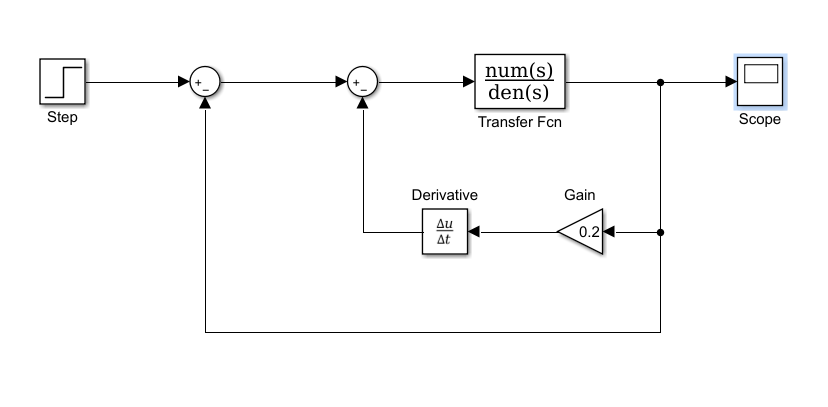 Step
+
−
+
−
num(s)
den(s)
Transfer Fcn
Scope
Derivative
Δu
Δt
Gain
0.2